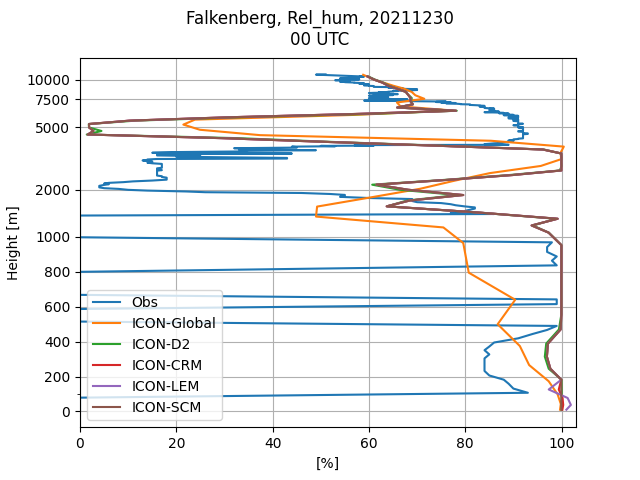 Falkenberg, Rel_hum, 20211230
00 UTC
Height [m]
10000
7500
5000
2000
1000
800
600
400
200
0
Obs
ICON-Global
ICON-D2
ICON-CRM
ICON-LEM
ICON-SCM
0 20 40 60 80 100
[%]